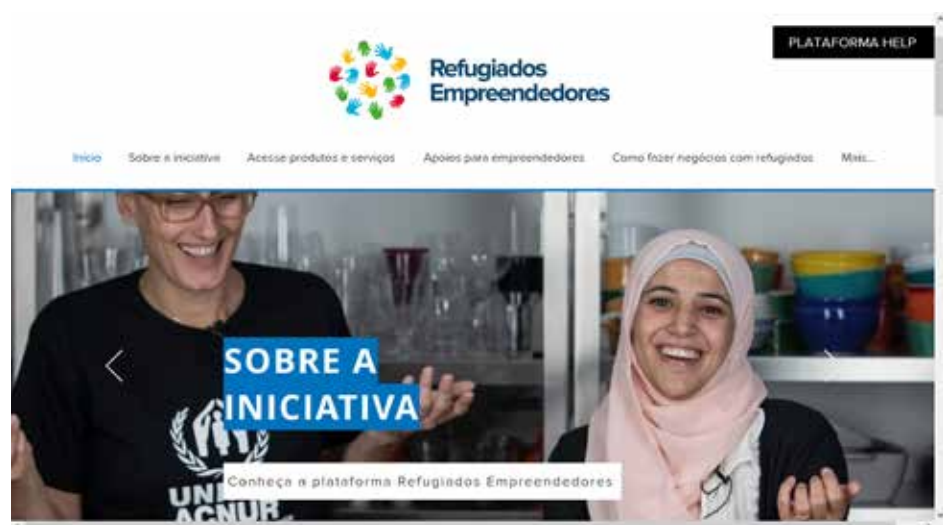 PLATAFORMA HELP
Refugiados
Empreendedores
Início Sobre a iniciativa Acesse produtos e serviços Apoios para empreendedores Como fazer negócios com refugiados Mais...
SOBRE A
INICIATIVA
Conheça a plataforma Refugiados Empreendedores
ACNUR